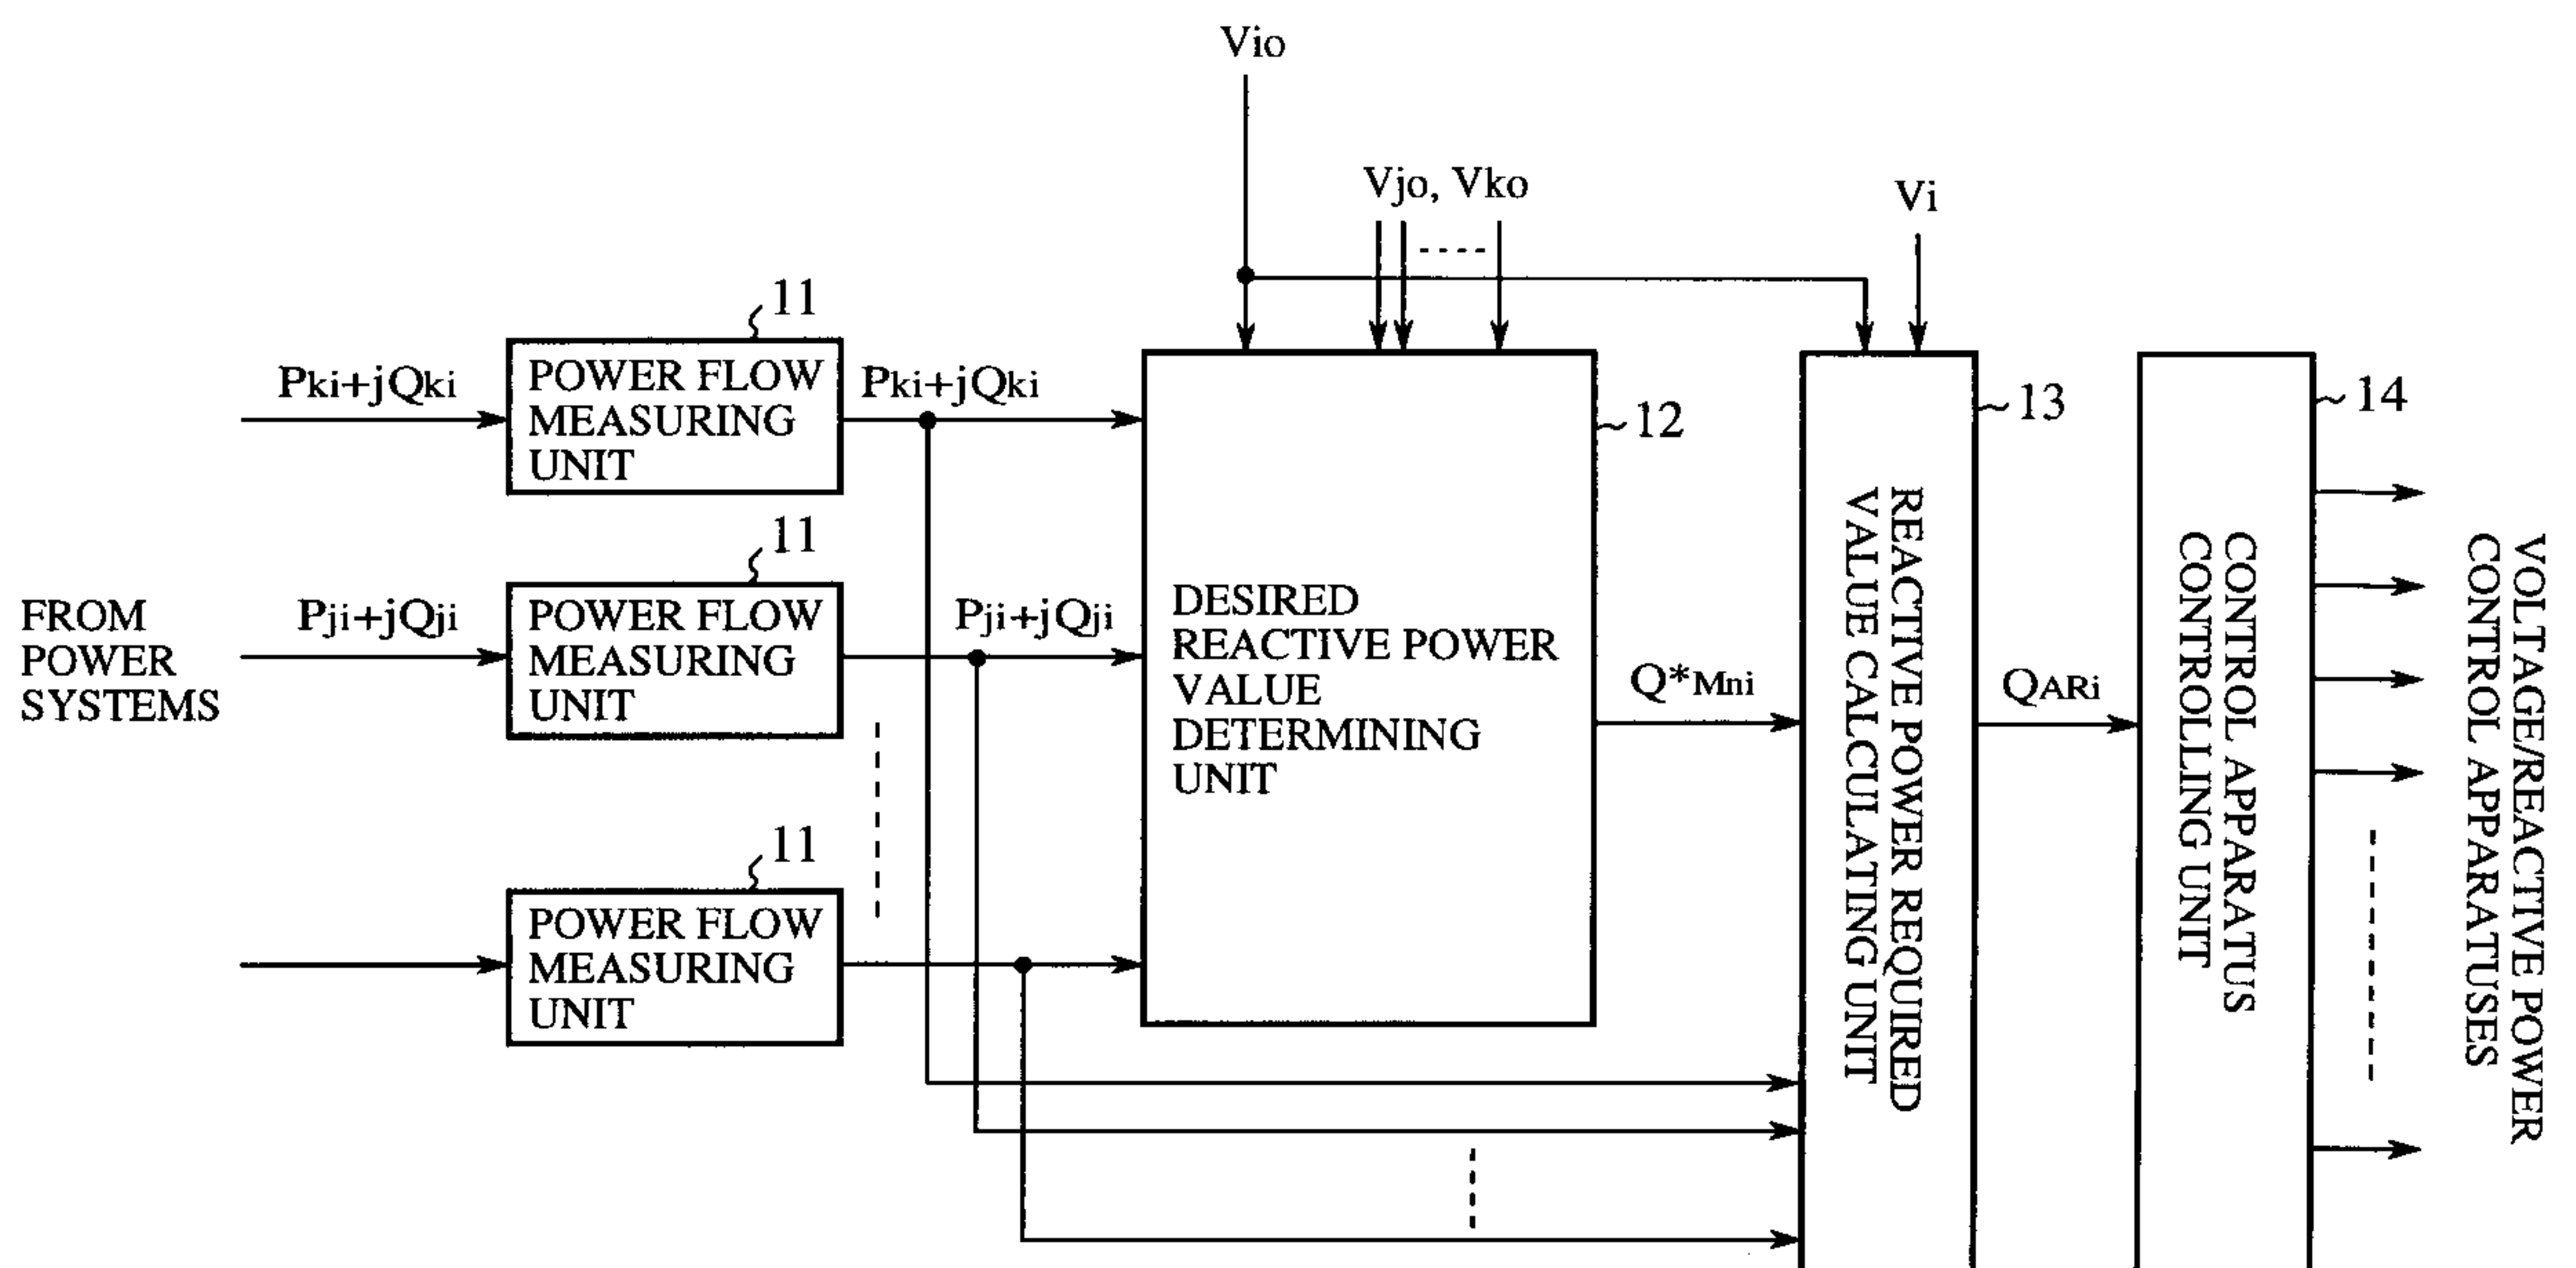 Vio
Vjo, Vko
Vi
11
Pki+jQki
POWER FLOW
MEASURING
UNIT
Pki+jQki
12
13
14
11
FROM
POWER
SYSTEMS
Pji+jQji
POWER FLOW
MEASURING
UNIT
Pji+jQji
DESIRED
REACTIVE POWER
VALUE
DETERMINING
UNIT
Q*Mni
REACTIVE POWER REQUIRED
VALUE CALCULATING UNIT
QARi
CONTROL APPARATUS
CONTROLLING UNIT
VOLTAGE/REACTIVE POWER
CONTROL APPARATUSES
11
POWER FLOW
MEASURING
UNIT